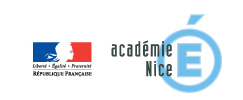 Liberté • Égalité • Fraternité
RÉPUBLIQUE FRANÇAISE
académie
Nice
É